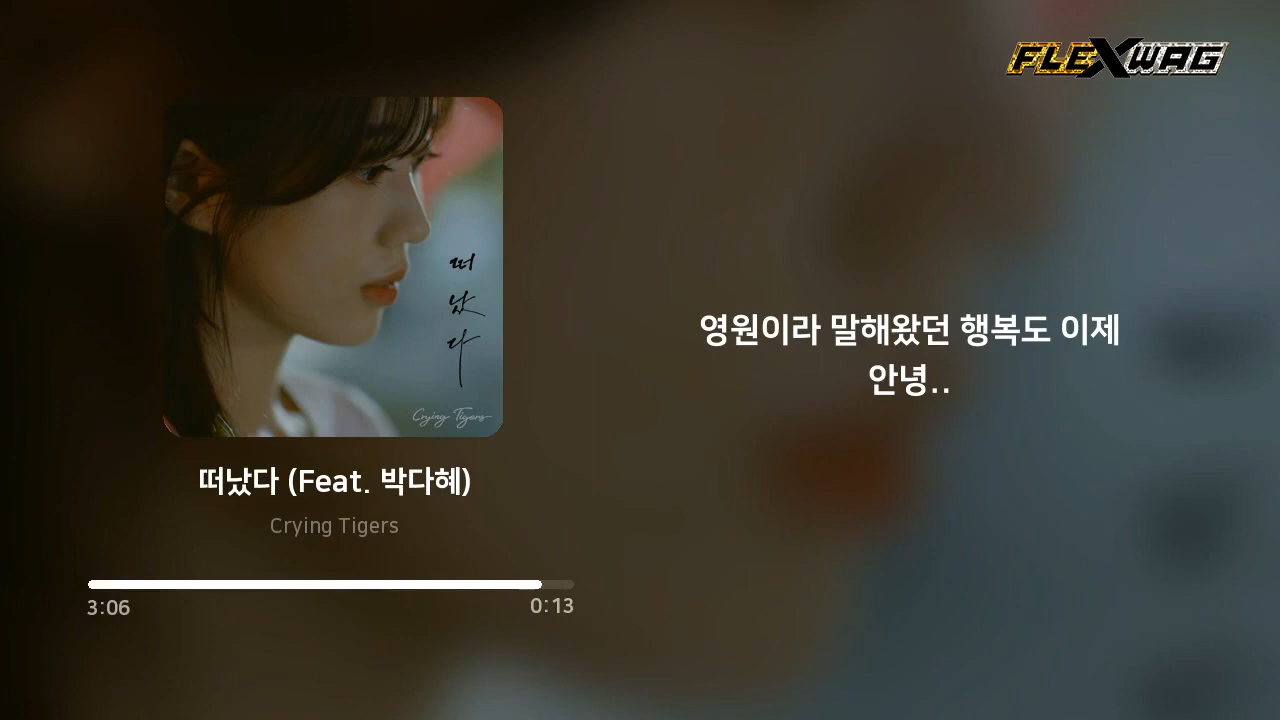 FLEXWAG
떠
났
다
Crying Tigers
영원이라 말해왔던 행복도 이제
안녕..
떠났다 (Feat. 박다혜)
Crying Tigers
3:06
0:13